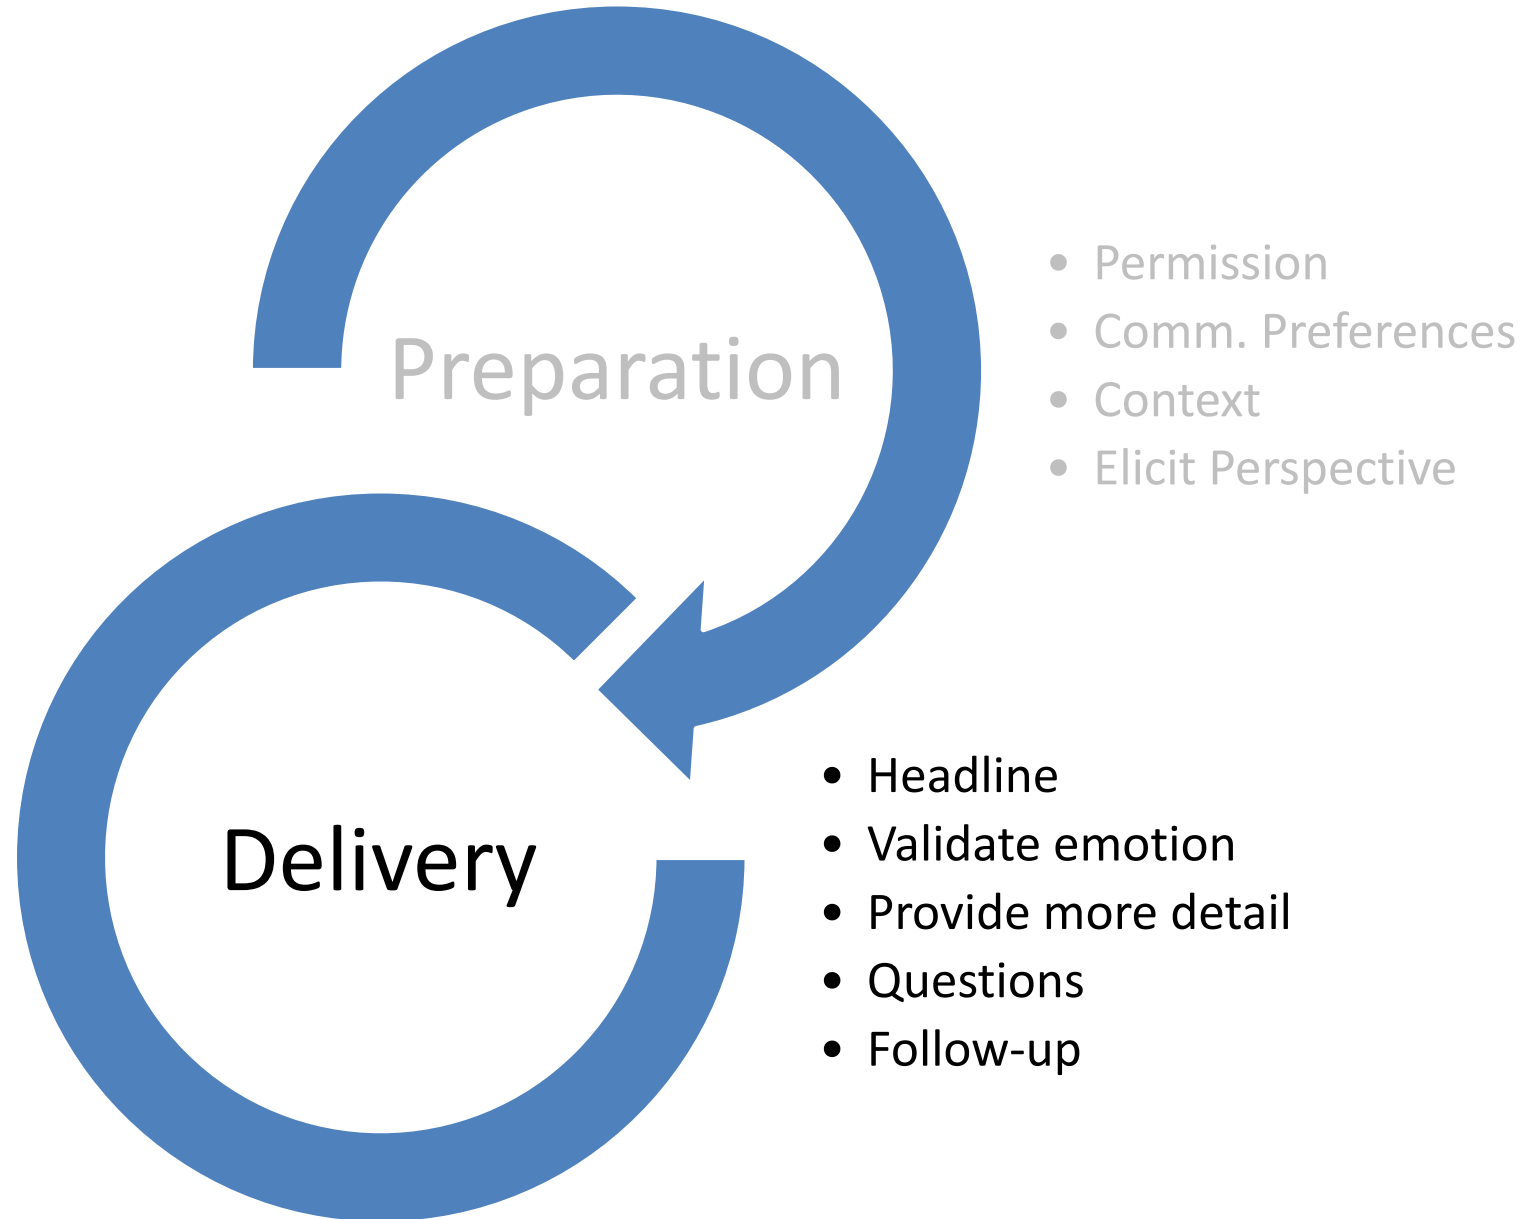 Preparation
• Permission
• Comm. Preferences
• Context
• Elicit Perspective
Delivery
• Headline
• Validate emotion
• Provide more detail
• Questions
• Follow-up